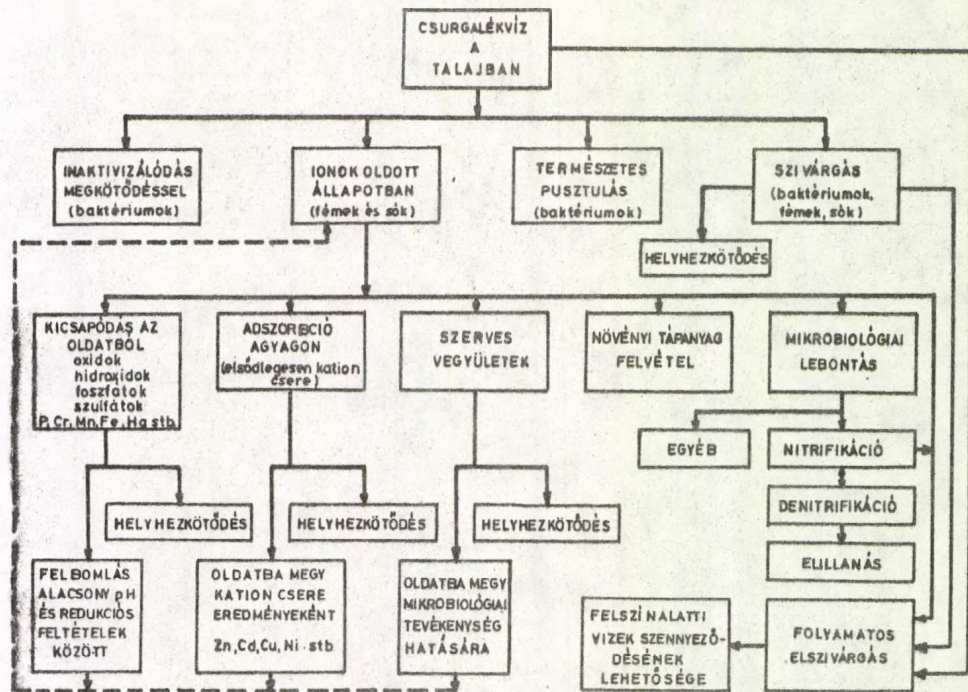 CSURGALÉKVÍZ
A
TALAJBAN
INAKTIVIZÁLÓDÁS
MEGKÖTŐDÉSSEL
(baktériumok)
IONOK OLDOTT
ÁLLAPOTBAN
(fémek és sók)
TERMÉSZETES
PUSZTULÁS
(baktériumok)
SZIVÁRGÁS
(baktériumok,
fémek, sók)
HELYHEZKÖTŐDÉS
KICSAPÓDÁS AZ
OLDATBÓL
oxidok
hidroxidok
foszfátok
szulfátok
P,Cr,Mn,Fe,Hg stb.
ADSZORBCIÓ
AGYAGON
(elsődlegesen kation
csere)
SZERVES
VEGYÜLETEK
NÖVÉNYI TÁPANYAG
FELVÉTEL
MIKROBIOLÓGIAI
LEBONTÁS
EGYÉB
NITRIFIKÁCIÓ
HELYHEZKÖTŐDÉS
HELYHEZKÖTŐDÉS
HELYHEZKÖTŐDÉS
DENITRIFIKÁCIÓ
ELILLANÁS
FELBOMLÁS
ALACSONY pH
ÉS REDUKCIÓS
FELTÉTELEK
KÖZÖTT
OLDATBA MEGY
KATION CSERE
EREDMÉNYEKÉNT
Zn,Cd,Cu,Ni stb.
OLDATBA MEGY
MIKROBIOLÓGIAI
TEVÉKENYSÉG
HATÁSÁRA
FELSZÍNALATTI
VIZEK SZENNYEZŐ-
DÉSÉNEK
LEHETŐSÉGE
FOLYAMATOS
ELSZIVÁRGÁS